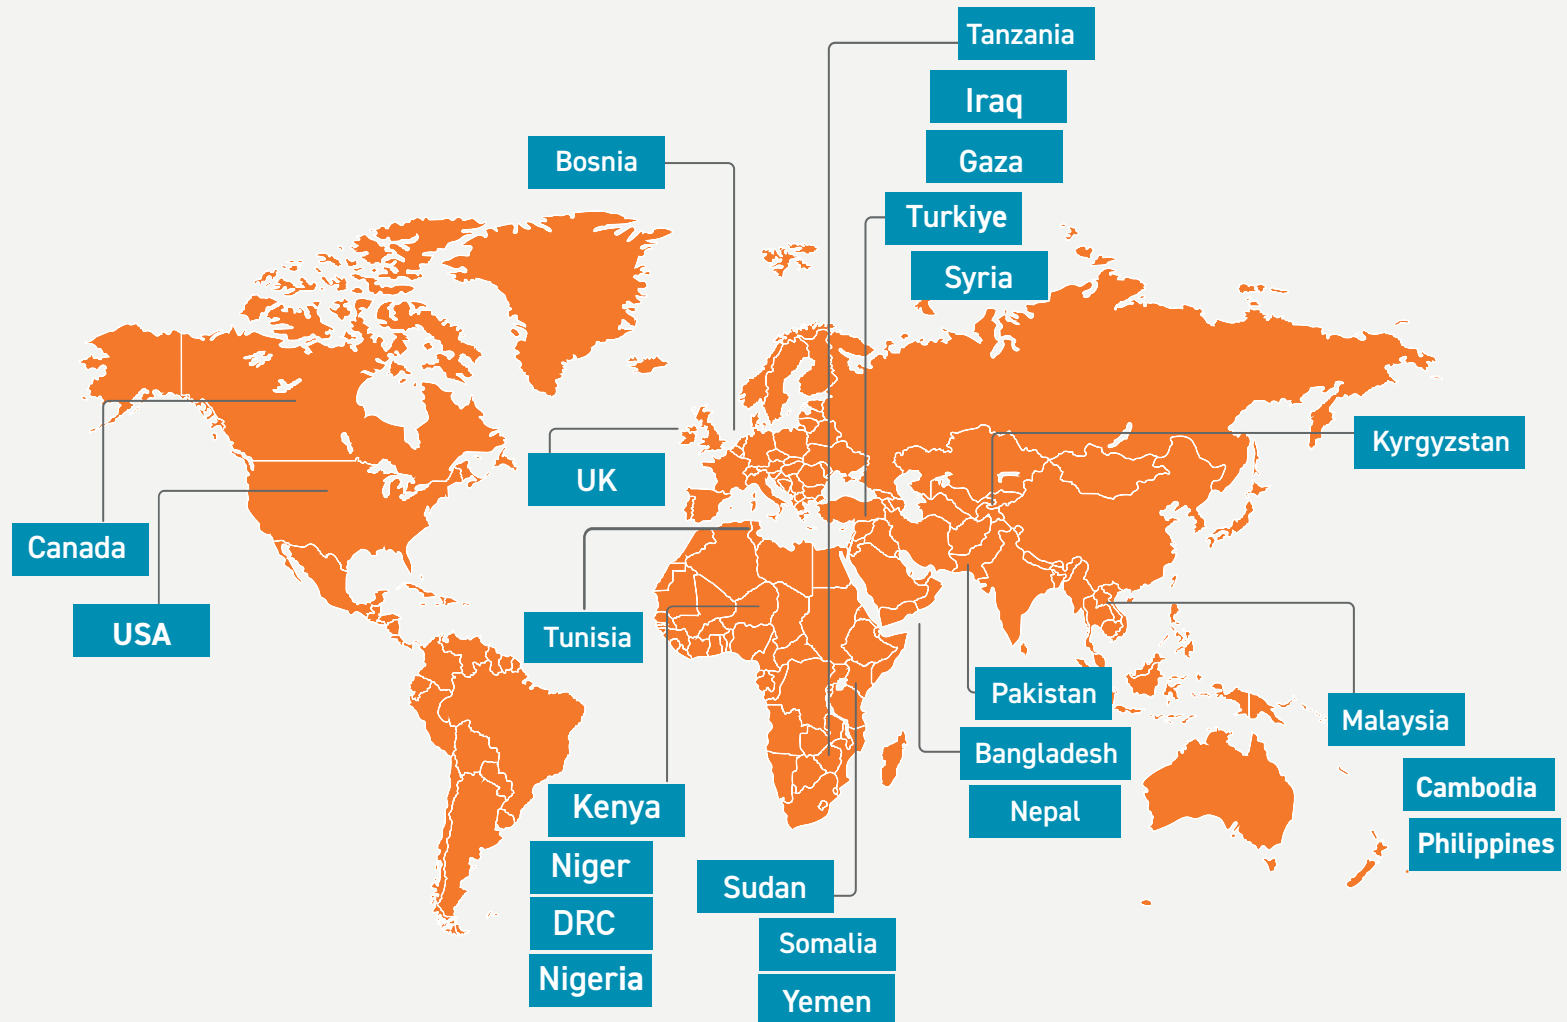 Tanzania
Iraq
Gaza
Bosnia
Turkiye
Syria
Kyrgyzstan
UK
Canada
USA
Tunisia
Pakistan
Malaysia
Bangladesh
Cambodia
Nepal
Kenya
Philippines
Niger
Sudan
DRC
Somalia
Nigeria
Yemen